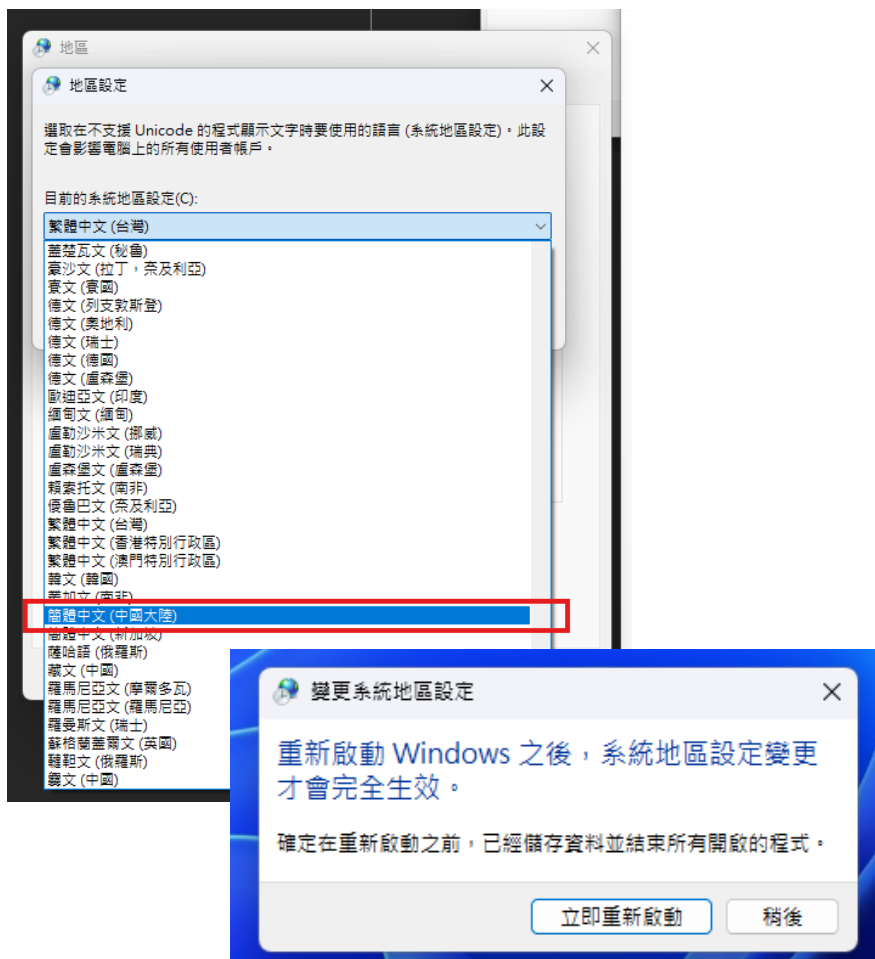 地區
地區設定
選取在不支援 Unicode 的程式顯示文字時要使用的語言 (系統地區設定)。此設
定會影響電腦上的所有使用者帳戶。
目前的系統地區設定(C):
繁體中文 (台灣)
蓋楚瓦文 (秘魯)
豪沙文 (拉丁，奈及利亞)
寮文 (寮國)
德文 (列支敦斯登)
德文 (奧地利)
德文 (瑞士)
德文 (德國)
德文 (盧森堡)
歐迪亞文 (印度)
緬甸文 (緬甸)
盧勒沙米文 (挪威)
盧勒沙米文 (瑞典)
盧森堡文 (盧森堡)
賴索托文 (南非)
優魯巴文 (奈及利亞)
繁體中文 (台灣)
繁體中文 (香港特別行政區)
繁體中文 (澳門特別行政區)
韓文 (韓國)
簡體中文 (中國大陸)
簡體中文 (新加坡)
薩哈語 (俄羅斯)
藏文 (中國)
羅馬尼亞文 (摩爾多瓦)
羅馬尼亞文 (羅馬尼亞)
羅曼斯文 (瑞士)
蘇格蘭蓋爾文 (英國)
韃靼文 (俄羅斯)
彝文 (中國)
變更系統地區設定
重新啟動 Windows 之後，系統地區設定變更
才會完全生效。
確定在重新啟動之前，已經儲存資料並結束所有開啟的程式。
立即重新啟動
稍後